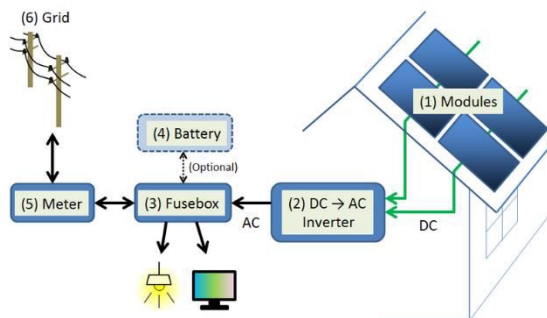 (6) Grid
(1) Modules
(4) Battery
(Optional)
(5) Meter
(3) Fusebox
AC
(2) DC → AC
Inverter
DC